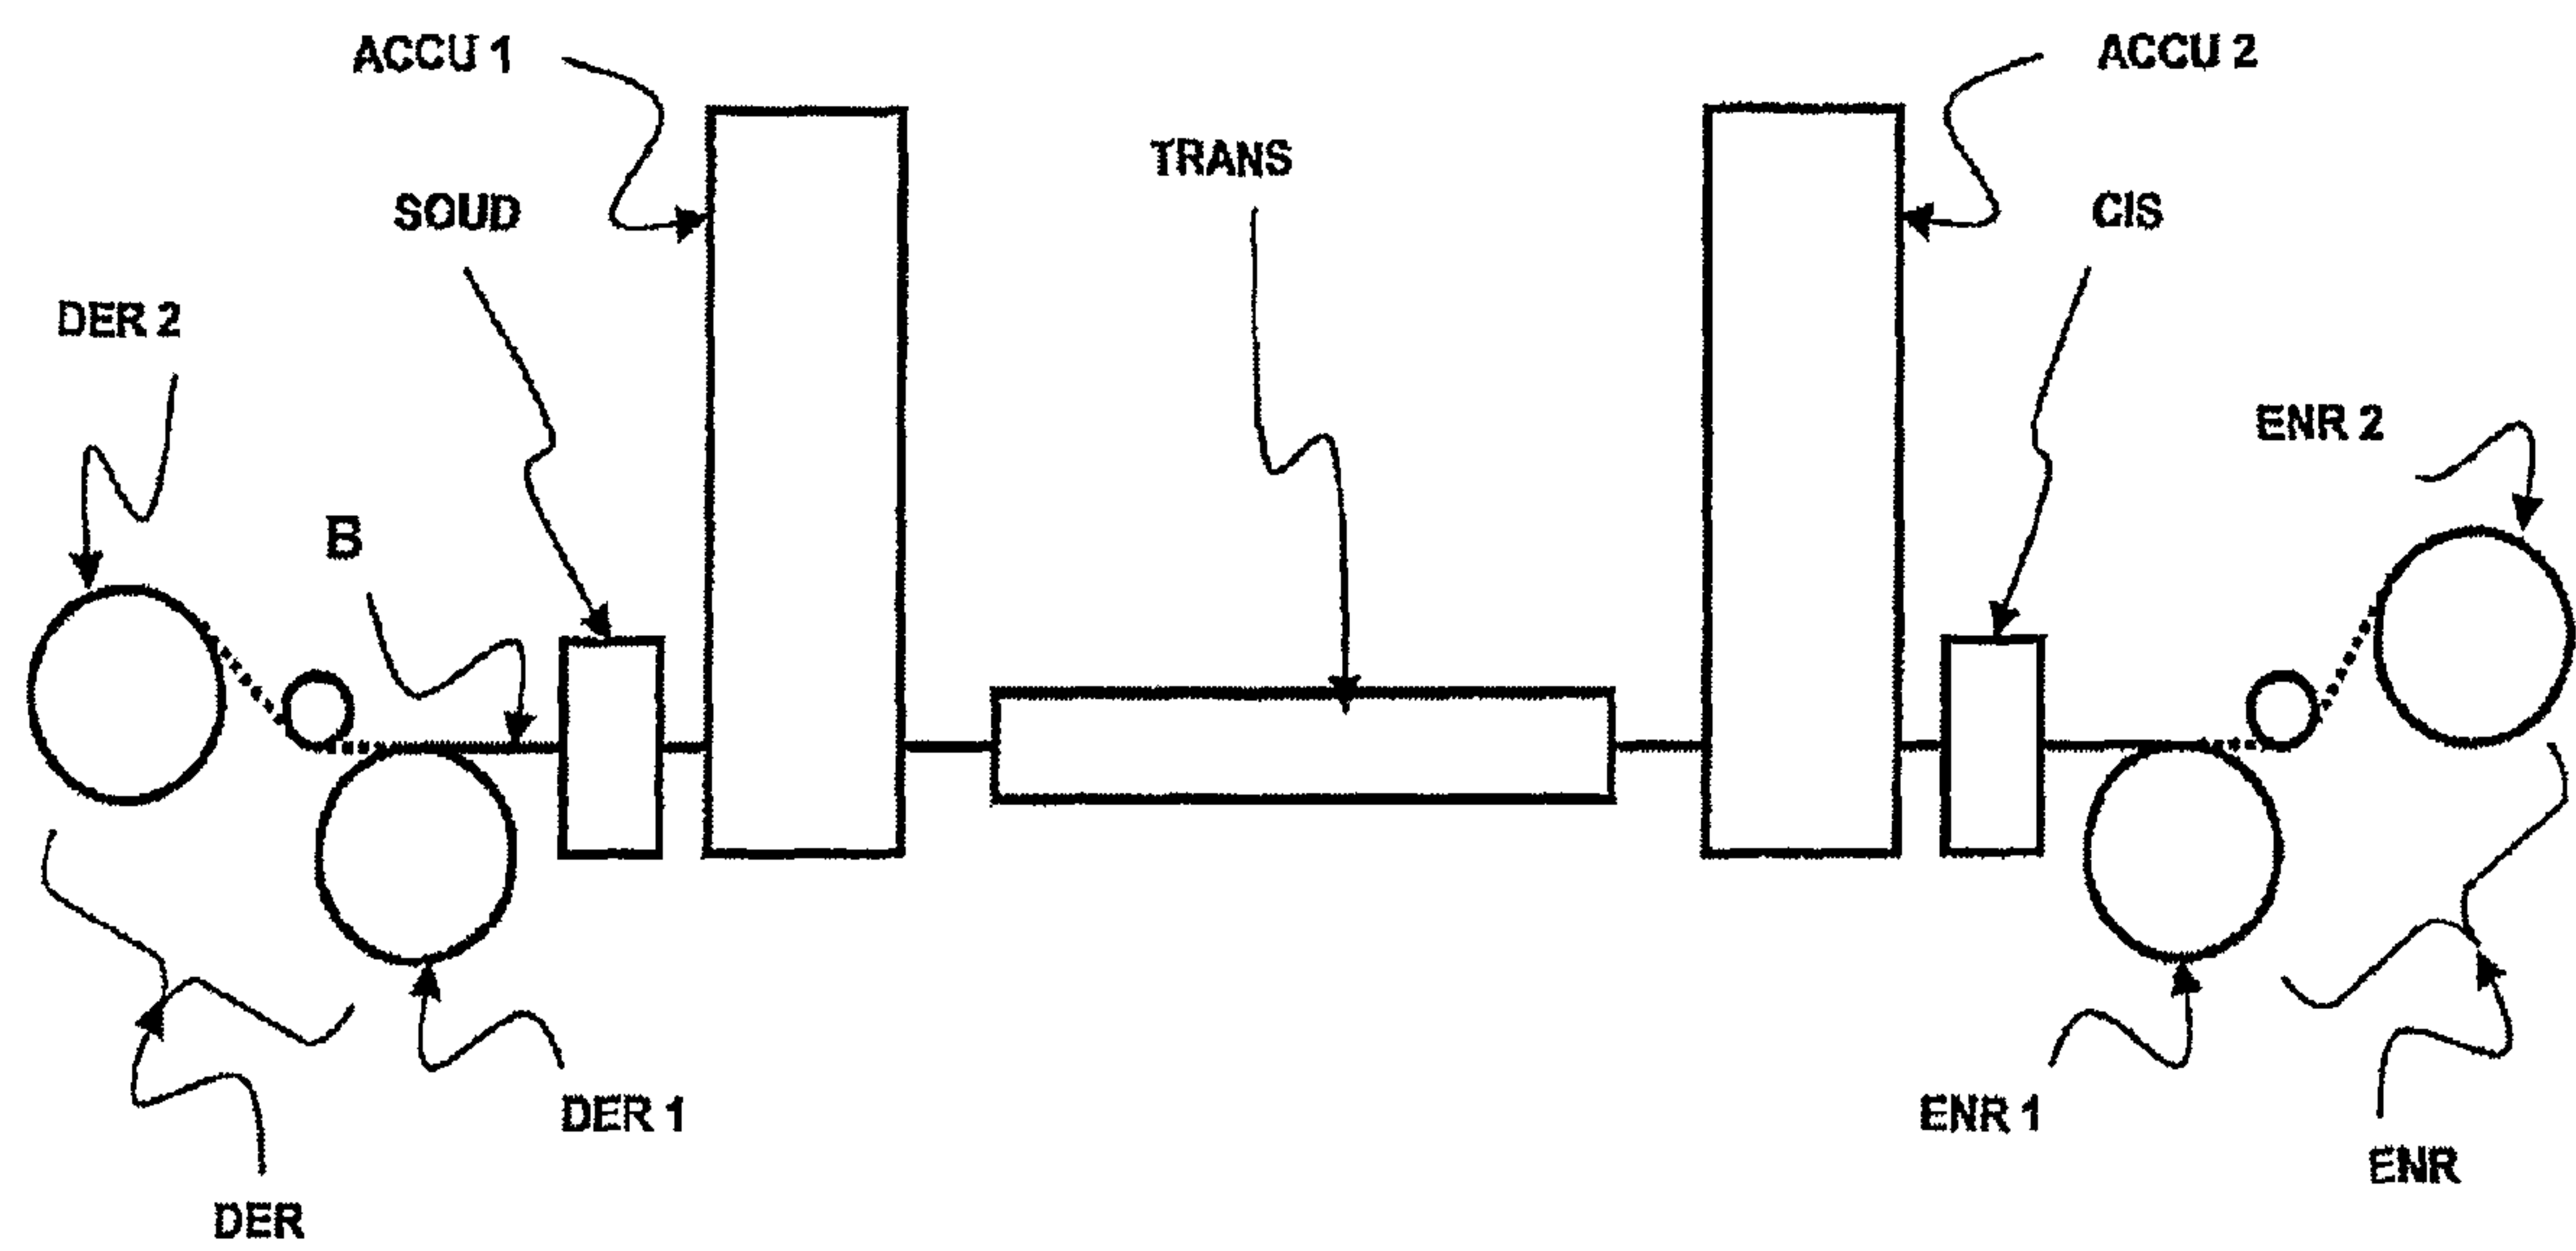 ACCU 1
ACCU 2
TRANS
SOUD
CIS
DER 2
ENR 2
B
DER 1
ENR 1
ENR
DER